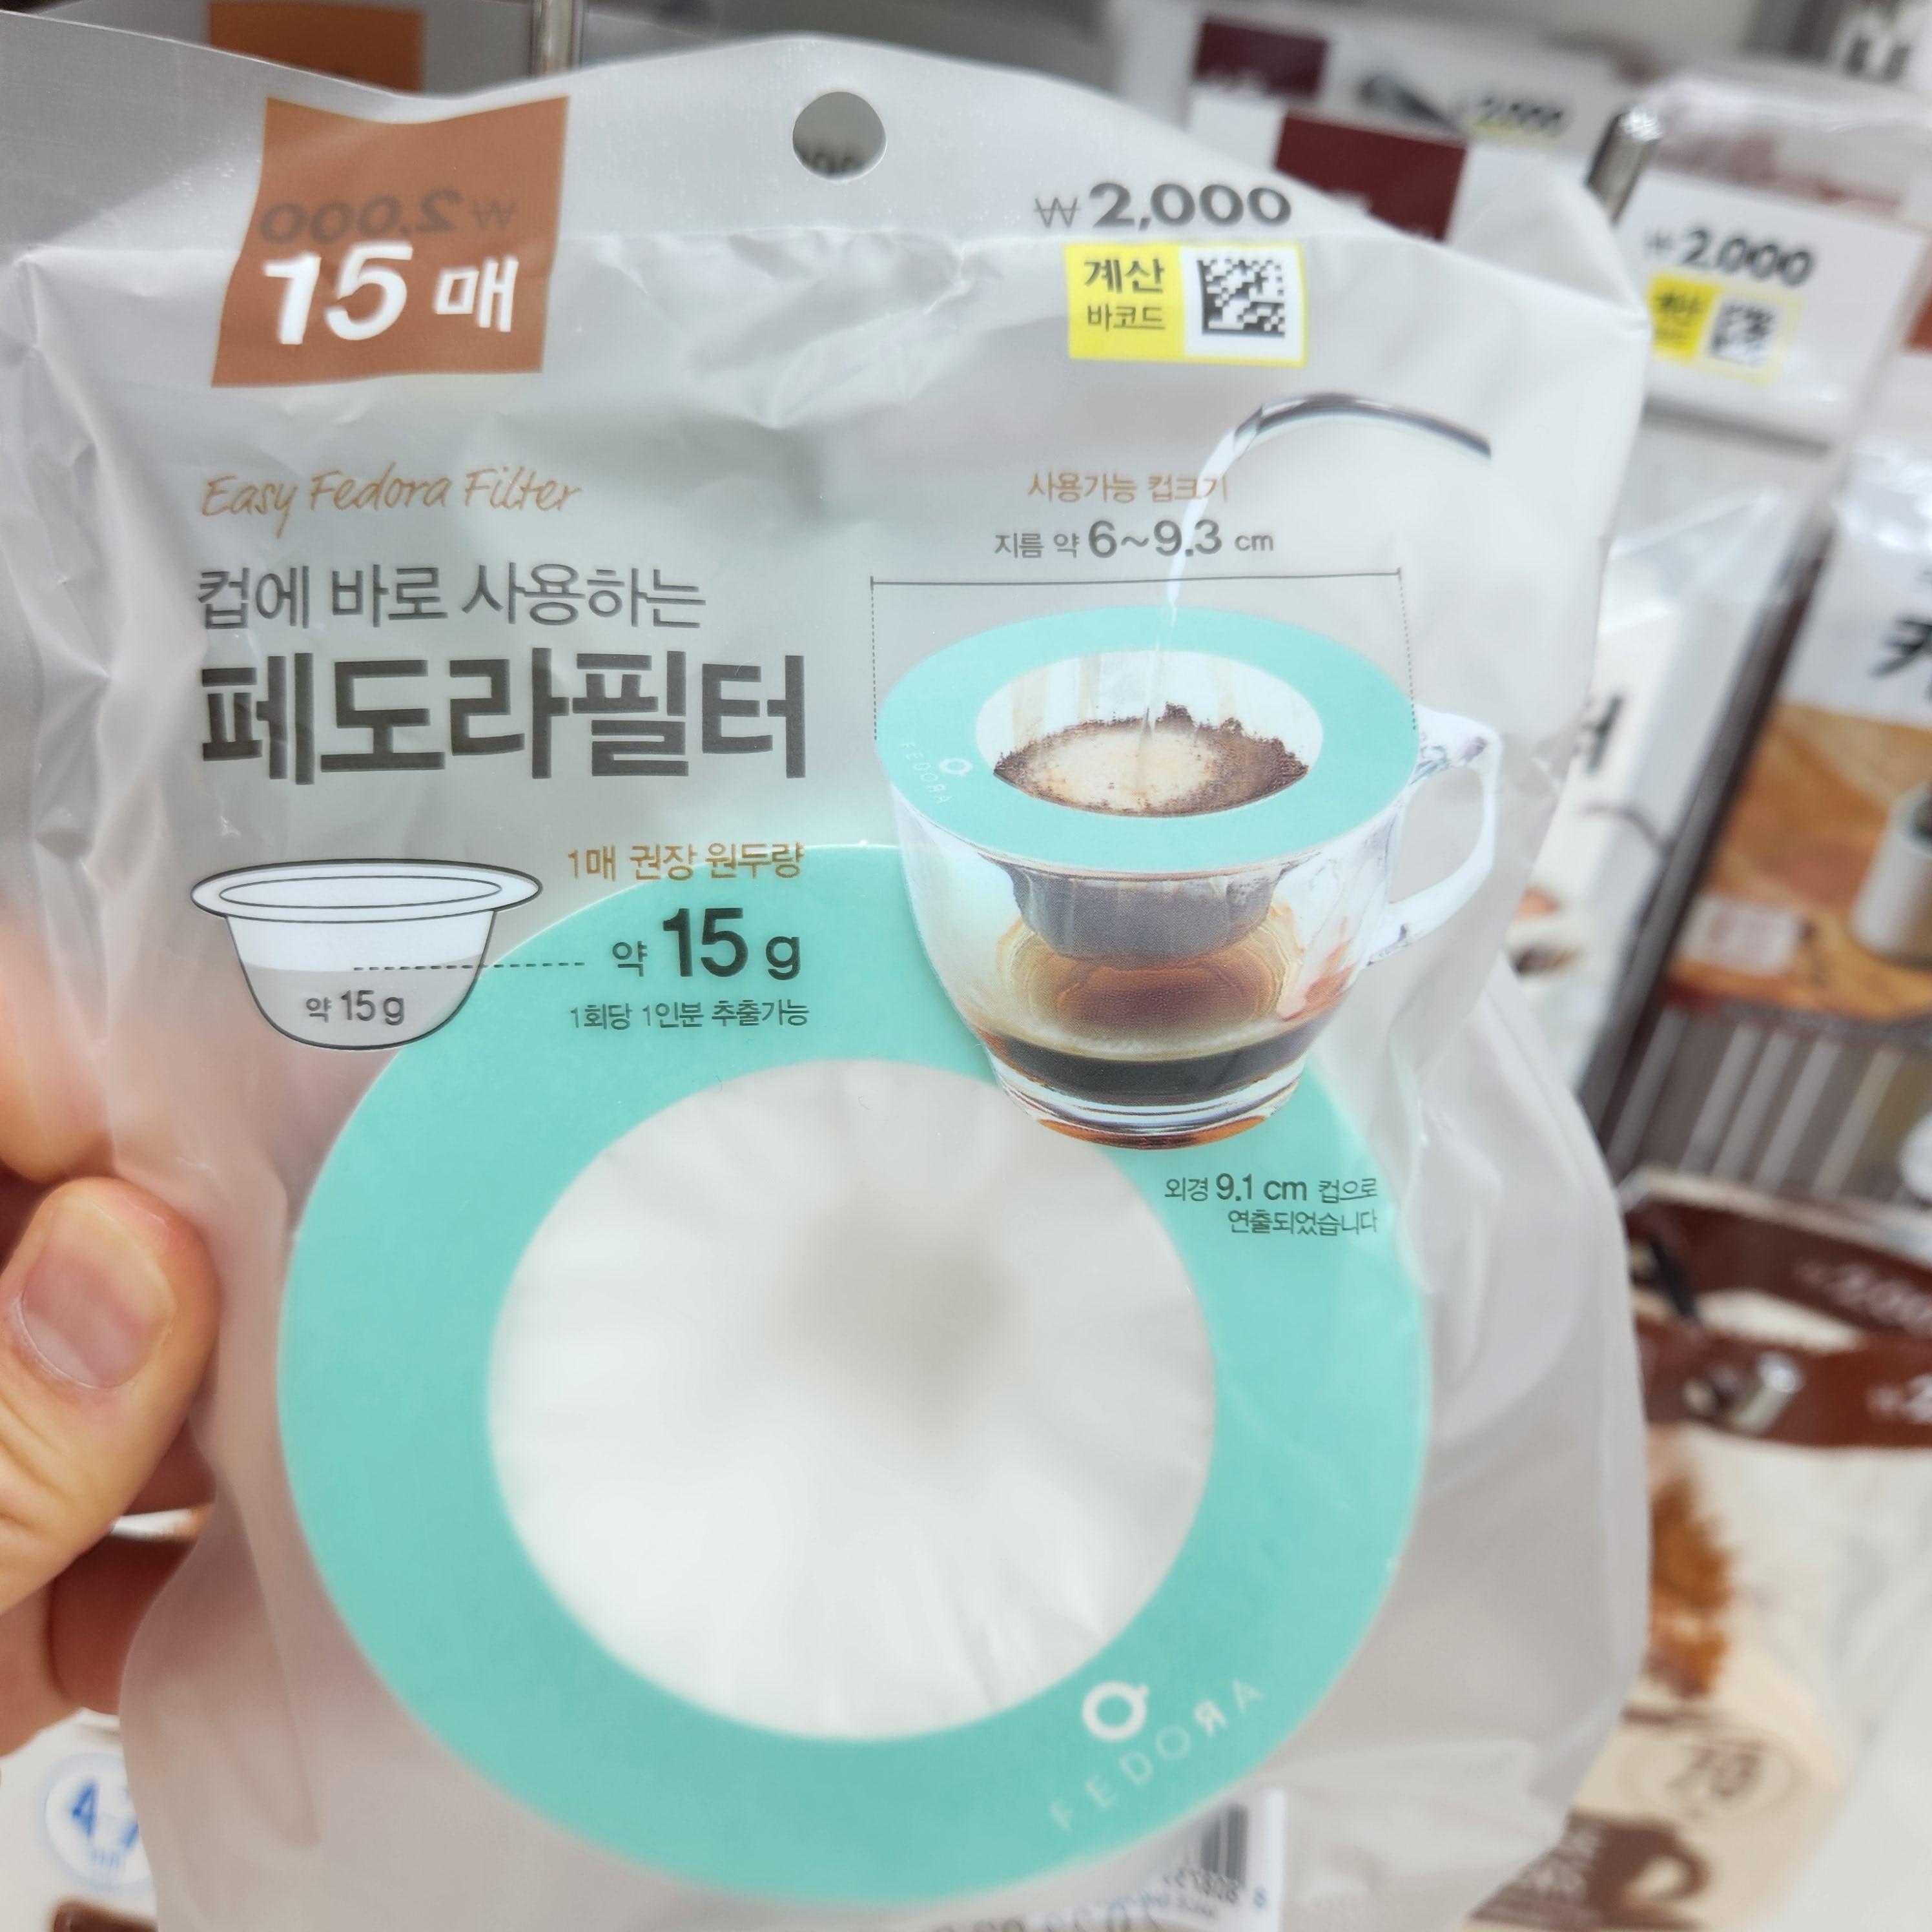 15매
₩2,000
계산
바코드
Easy Fedora Filter
컵에 바로 사용하는
페도라필터
사용가능 컵크기
지름 약 6~9.3 cm
FEDORA
1매 권장 원두량
약 15 g
1회당 1인분 추출가능
약 15 g
외경 9.1 cm 컵으로
연출되었습니다
FEDORA
₩2,000
2,000